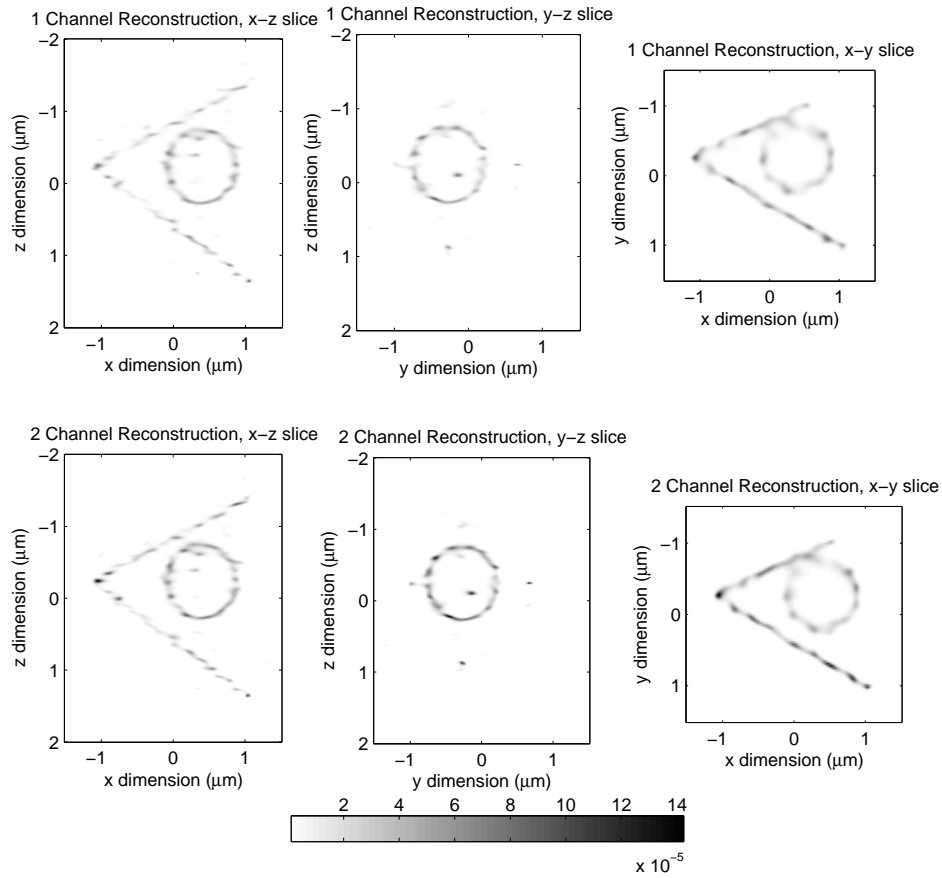 1 Channel Reconstruction, x−z slice
−2
−1
0
1
2
z dimension (μm)
−1 0 1
x dimension (μm)
1 Channel Reconstruction, y−z slice
−2
−1
0
1
2
z dimension (μm)
−1 0 1
y dimension (μm)
1 Channel Reconstruction, x−y slice
−1
0
1
y dimension (μm)
−1 0 1
x dimension (μm)
2 Channel Reconstruction, x−z slice
−2
−1
0
1
2
z dimension (μm)
−1 0 1
x dimension (μm)
2 Channel Reconstruction, y−z slice
−2
−1
0
1
2
z dimension (μm)
−1 0 1
y dimension (μm)
2 Channel Reconstruction, x−y slice
−1
0
1
y dimension (μm)
−1 0 1
x dimension (μm)
2 4 6 8 10 12 14
x 10⁻⁵